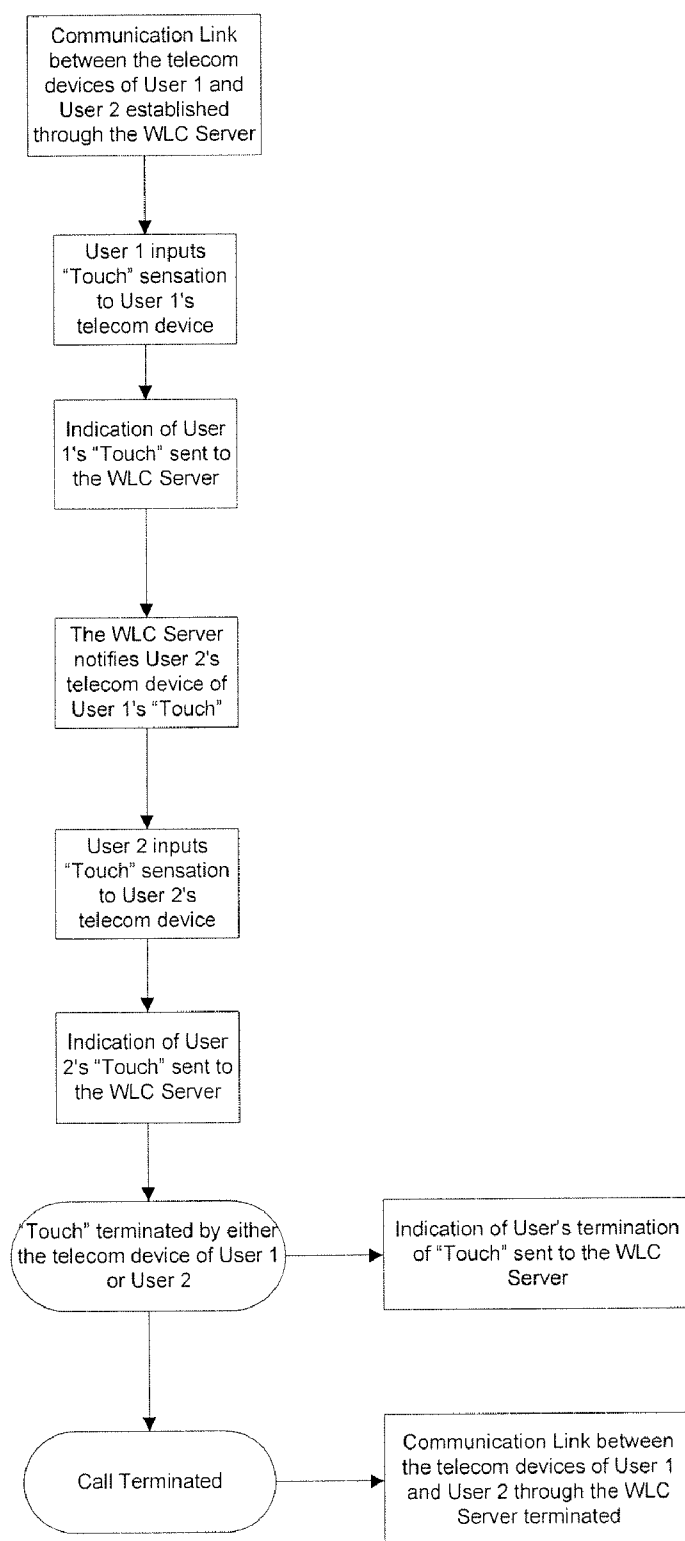 Communication Link
between the telecom
devices of User 1 and
User 2 established
through the WLC Server
User 1 inputs
“Touch” sensation
to User 1's
telecom device
Indication of User
1's “Touch” sent to
the WLC Server
The WLC Server
notifies User 2's
telecom device of
User 1's “Touch”
User 2 inputs
“Touch” sensation
to User 2's
telecom device
Indication of User
2's “Touch” sent to
the WLC Server
“Touch” terminated by either
the telecom device of User 1
or User 2
Indication of User's termination
of “Touch” sent to the WLC
Server
Call Terminated
Communication Link between
the telecom devices of User 1
and User 2 through the WLC
Server terminated